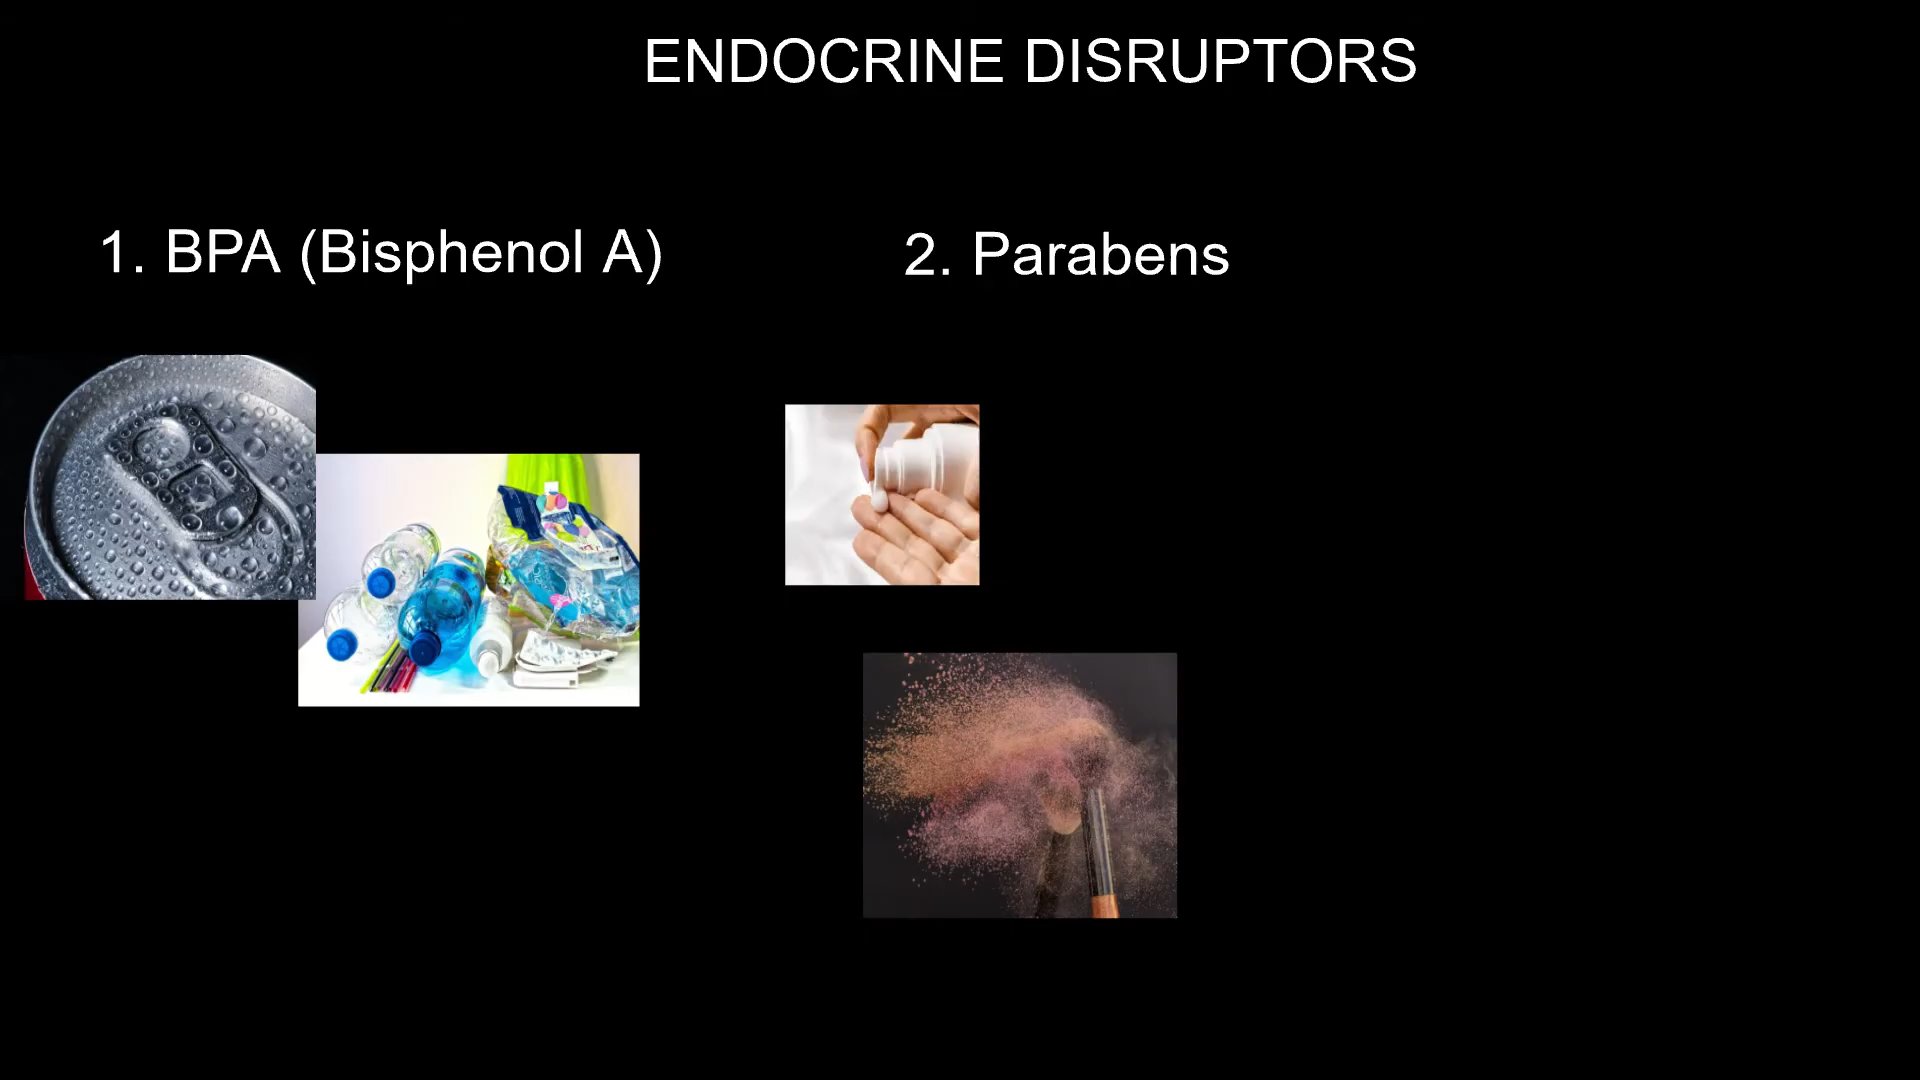 ENDOCRINE DISRUPTORS
1. BPA (Bisphenol A)
2. Parabens